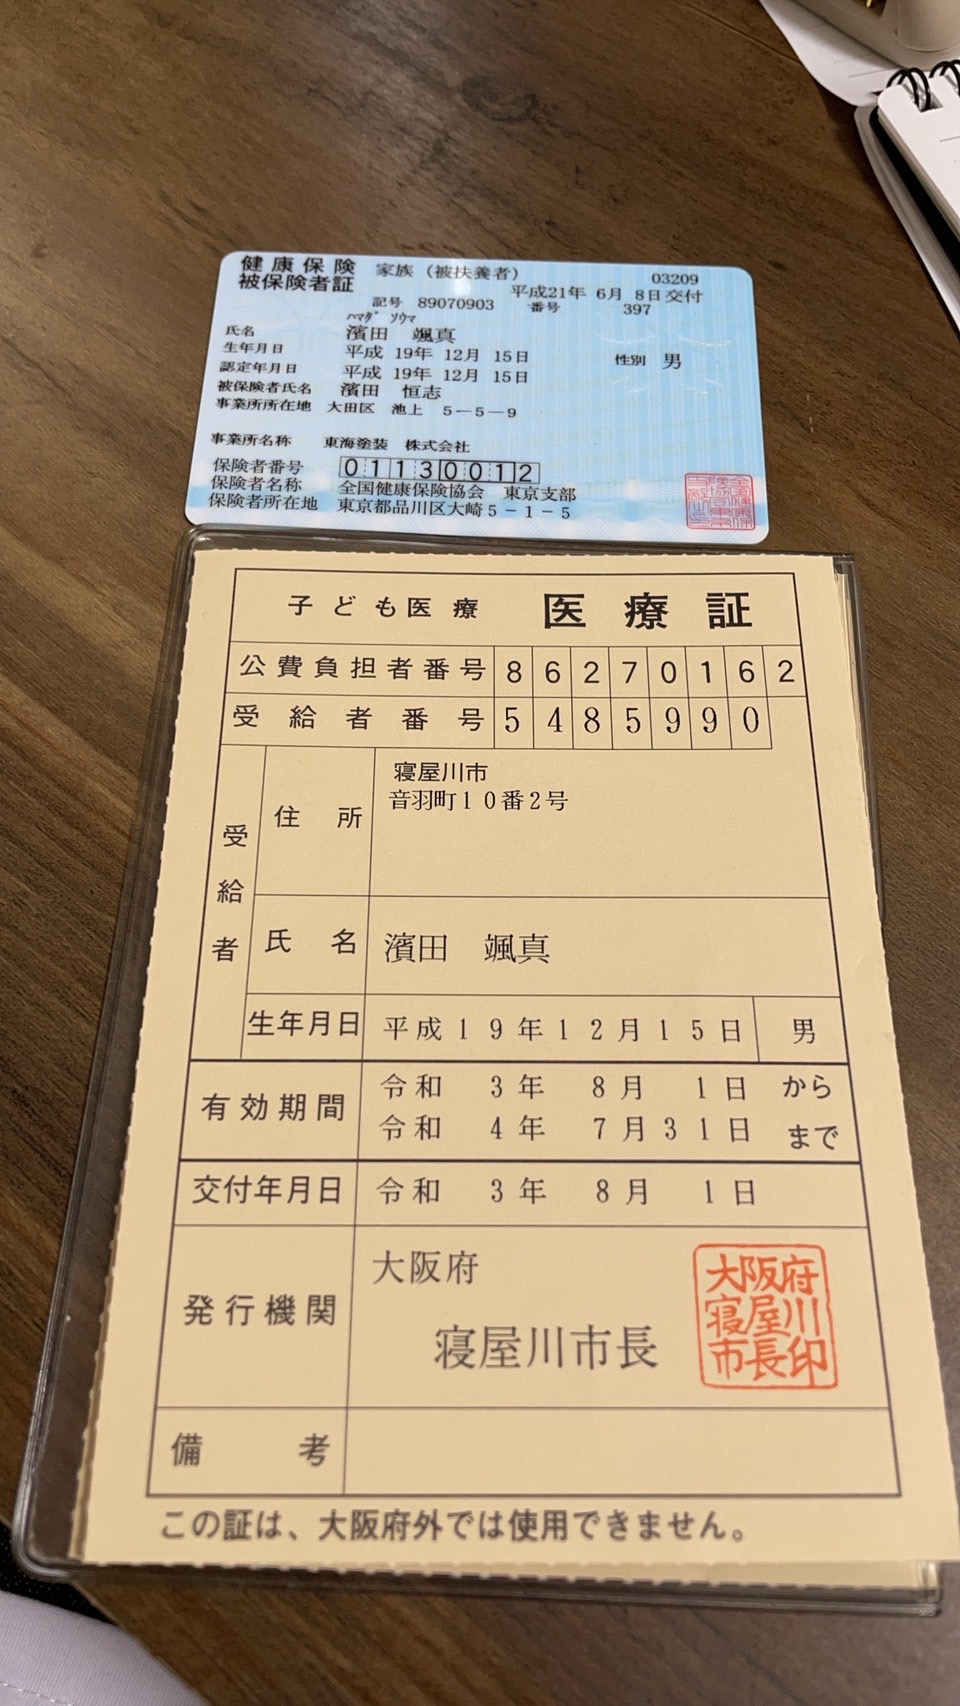 健康保険 家族（被扶養者） 03209
被保険者証 平成21年 6月 8日交付
記号 89070903 番号 397
ﾊﾏﾀﾞ ｿｳﾏ
氏名 濱田 颯真
生年月日 平成 19年 12月 15日 性別 男
認定年月日 平成 19年 12月 15日
被保険者氏名 濱田 恒志
事業所所在地 大田区 池上 5－5－9
事業所名称 東海塗装 株式会社
保険者番号 01130012
保険者名称 全国健康保険協会 東京支部
保険者所在地 東京都品川区大崎5－1－5
子ども医療 医療証
公費負担者番号 86270162
受給者番号 5485990
受給者
住所 寝屋川市
音羽町10番2号
氏名 濱田 颯真
生年月日 平成19年12月15日 男
有効期間 令和 3年 8月 1日 から
令和 4年 7月31日 まで
交付年月日 令和 3年 8月 1日
発行機関 大阪府
寝屋川市長
大阪府
寝屋川
市長印
備考
この証は、大阪府外では使用できません。